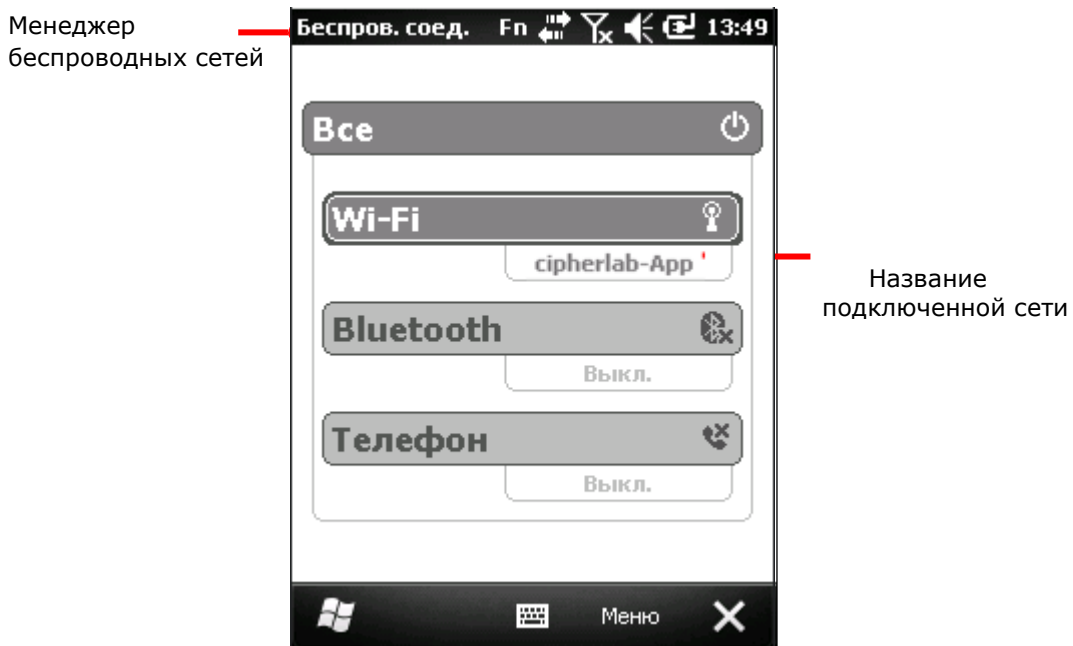 Менеджер
беспроводных сетей
Беспров. соед. Fn 13:49
Все
Wi-Fi
cipherlab-App
Название
подключенной сети
Bluetooth
Выкл.
Телефон
Выкл.
Меню